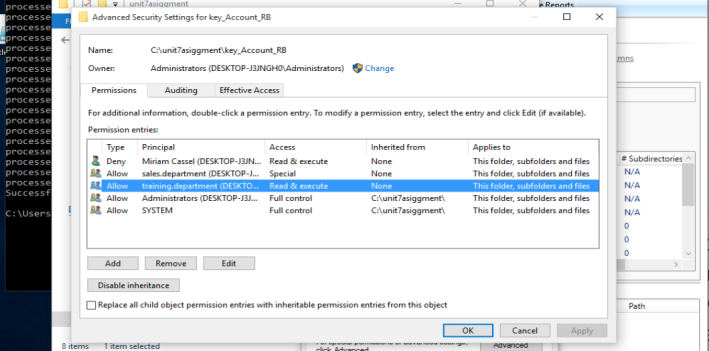 unit7asiggment
Advanced Security Settings for key_Account_RB
e Reports
Name: C:\unit7asiggment\key_Account_RB
Owner: Administrators (DESKTOP-J3JNGH0\Administrators) Change
Permissions Auditing Effective Access
For additional information, double-click a permission entry. To modify a permission entry, select the entry and click Edit (if available).
Permission entries:
Type Principal Access Inherited from Applies to
Deny Miriam Cassel (DESKTOP-J3JN... Read & execute None This folder, subfolders and files
Allow sales.department (DESKTOP-J... Special None This folder, subfolders and files
Allow training.department (DESKTO... Read & execute None This folder, subfolders and files
Allow Administrators (DESKTOP-J3J... Full control C:\unit7asiggment\ This folder, subfolders and files
Allow SYSTEM Full control C:\unit7asiggment\ This folder, subfolders and files
Add Remove Edit
Disable inheritance
Replace all child object permission entries with inheritable permission entries from this object
OK Cancel Apply
processe
processe
processe
processe
processe
processe
processe
processe
processe
processe
processe
processe
processe
processe
Successf
C:\Users
mns
# Subdirectories
N/A
N/A
N/A
N/A
0
0
0
Path
8 items 1 item selected
click Advanced.
Advanced